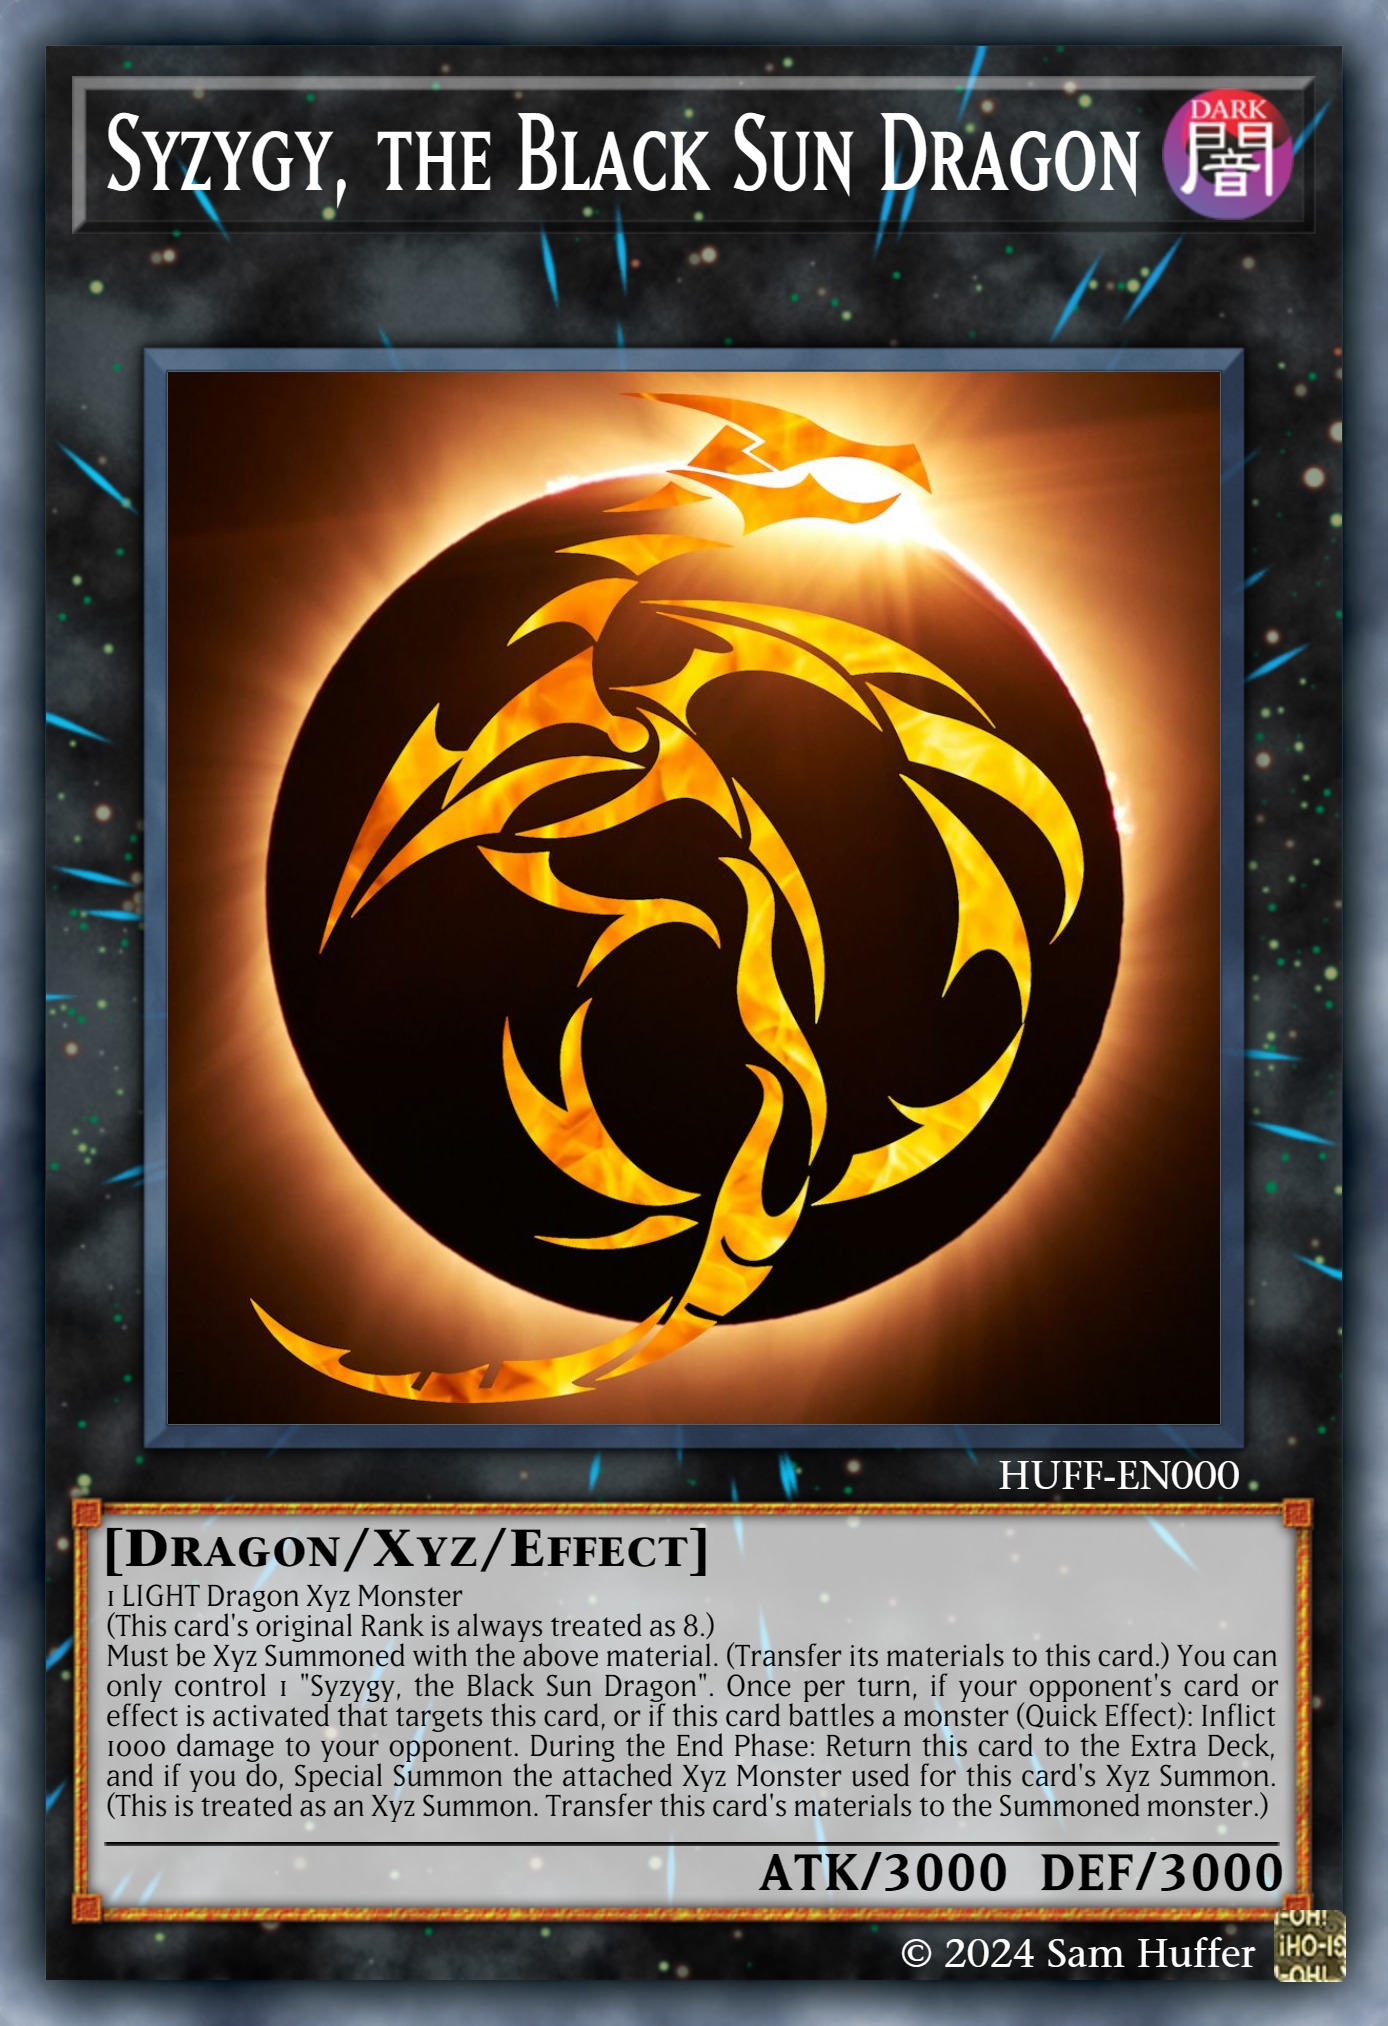 Syzygy, the Black Sun Dragon
DARK
闇
HUFF-EN000
[Dragon/Xyz/Effect]
1 LIGHT Dragon Xyz Monster
(This card's original Rank is always treated as 8.)
Must be Xyz Summoned with the above material. (Transfer its materials to this card.) You can
only control 1 "Syzygy, the Black Sun Dragon". Once per turn, if your opponent's card or
effect is activated that targets this card, or if this card battles a monster (Quick Effect): Inflict
1000 damage to your opponent. During the End Phase: Return this card to the Extra Deck,
and if you do, Special Summon the attached Xyz Monster used for this card's Xyz Summon.
(This is treated as an Xyz Summon. Transfer this card's materials to the Summoned monster.)
ATK/3000 DEF/3000
© 2024 Sam Huffer